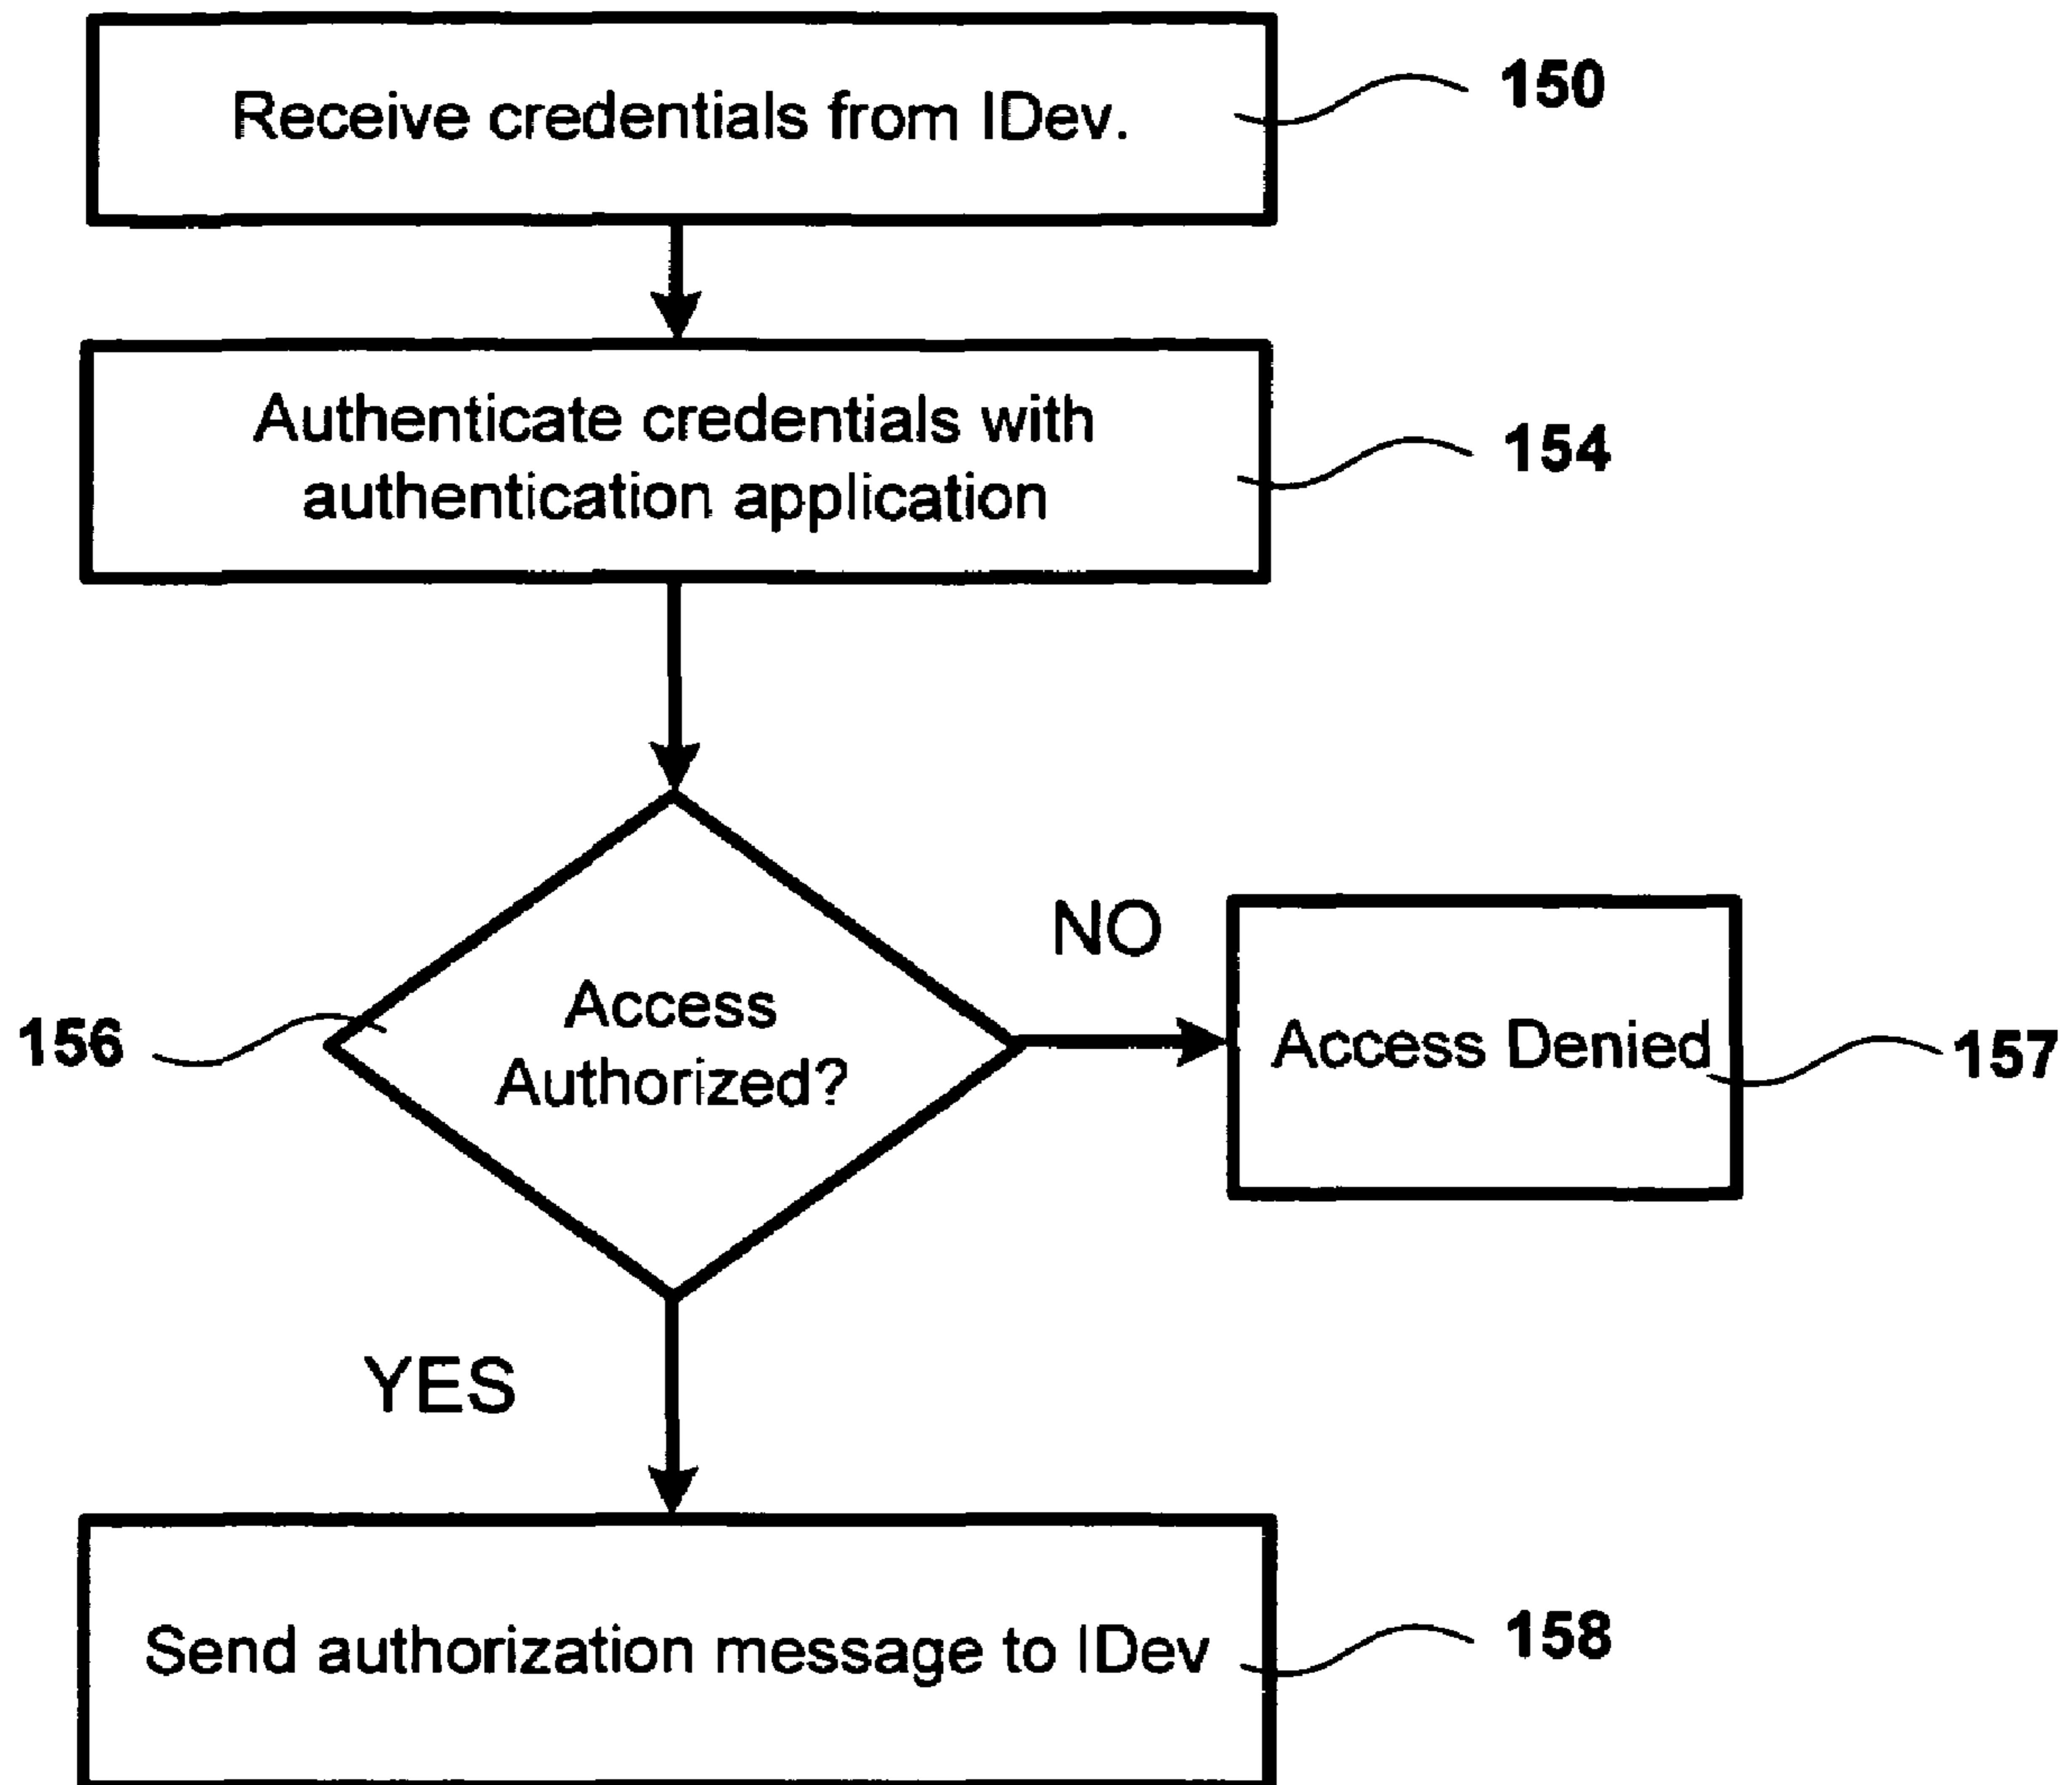 Receive credentials from IDev.
150
Authenticate credentials with
authentication application
154
Access
Authorized?
156
NO
Access Denied
157
YES
Send authorization message to IDev
158